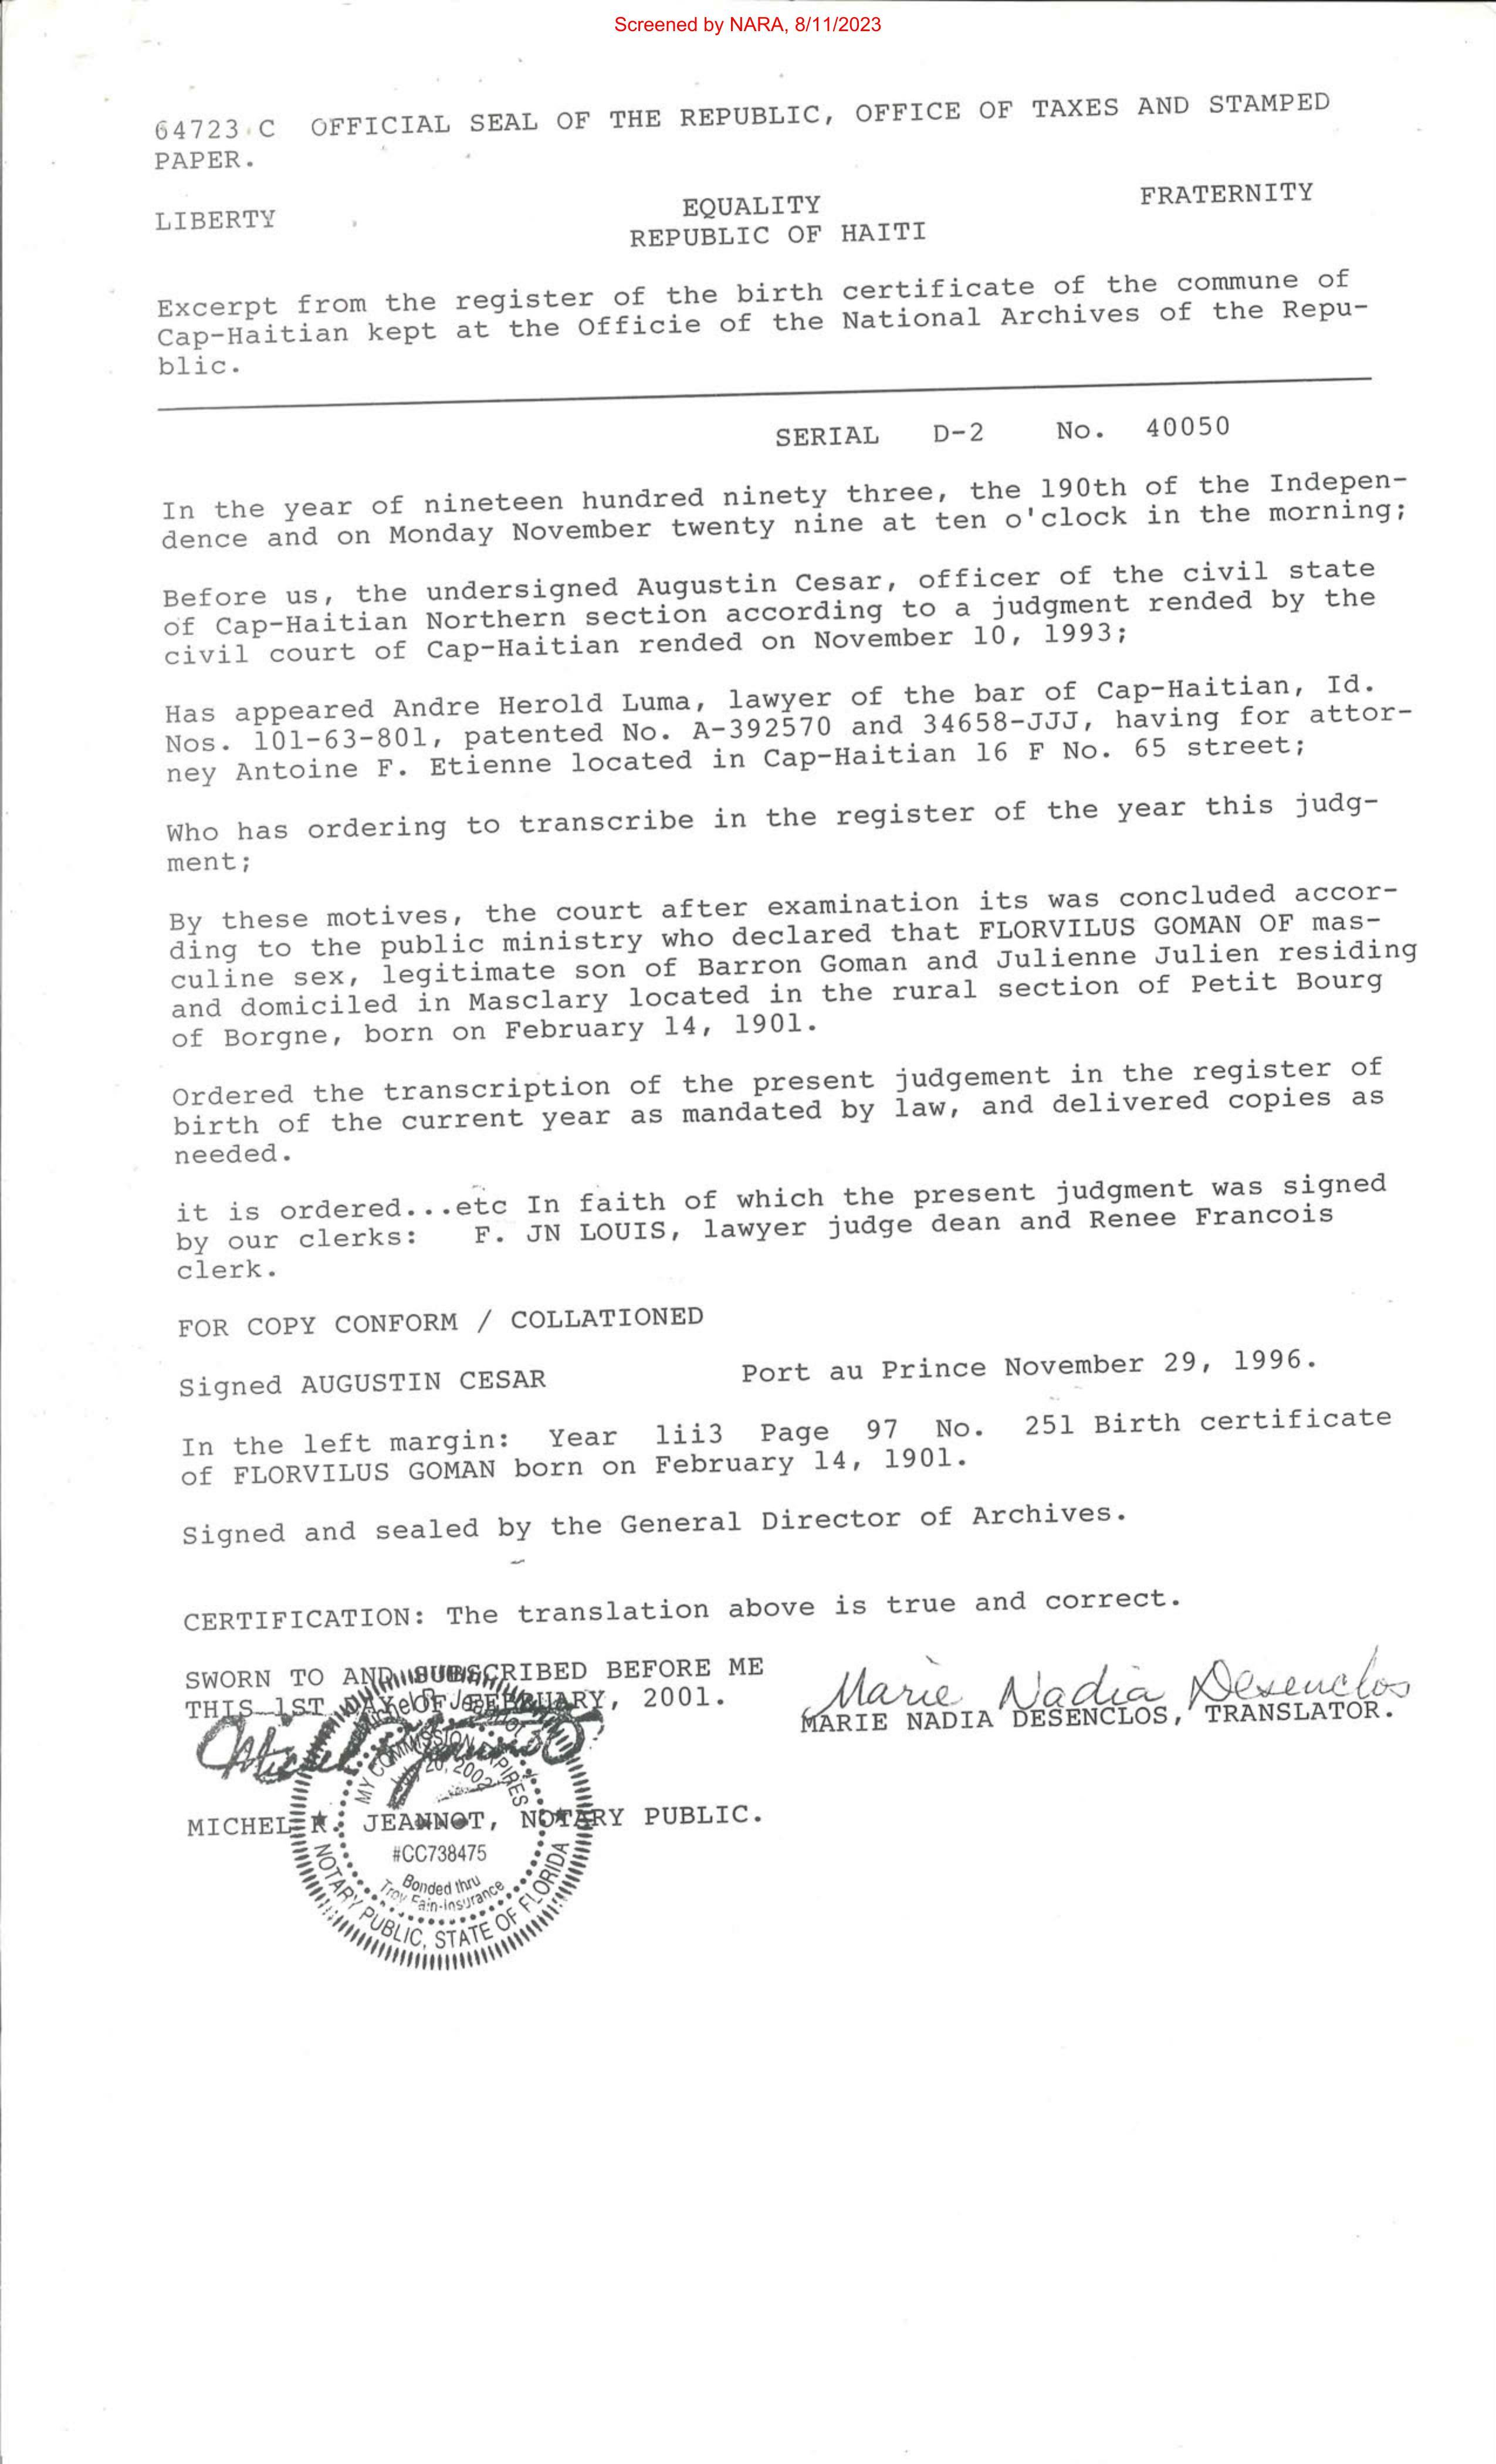 Screened by NARA, 8/11/2023
64723 C OFFICIAL SEAL OF THE REPUBLIC, OFFICE OF TAXES AND STAMPED
PAPER.
LIBERTY EQUALITY FRATERNITY
REPUBLIC OF HAITI
Excerpt from the register of the birth certificate of the commune of
Cap-Haitian kept at the Officie of the National Archives of the Repu-
blic.
SERIAL D-2 No. 40050
In the year of nineteen hundred ninety three, the 190th of the Indepen-
dence and on Monday November twenty nine at ten o'clock in the morning;
Before us, the undersigned Augustin Cesar, officer of the civil state
of Cap-Haitian Northern section according to a judgment rended by the
civil court of Cap-Haitian rended on November 10, 1993;
Has appeared Andre Herold Luma, lawyer of the bar of Cap-Haitian, Id.
Nos. 101-63-801, patented No. A-392570 and 34658-JJJ, having for attor-
ney Antoine F. Etienne located in Cap-Haitian 16 F No. 65 street;
Who has ordering to transcribe in the register of the year this judg-
ment;
By these motives, the court after examination its was concluded accor-
ding to the public ministry who declared that FLORVILUS GOMAN OF mas-
culine sex, legitimate son of Barron Goman and Julienne Julien residing
and domiciled in Masclary located in the rural section of Petit Bourg
of Borgne, born on February 14, 1901.
Ordered the transcription of the present judgement in the register of
birth of the current year as mandated by law, and delivered copies as
needed.
it is ordered...etc In faith of which the present judgment was signed
by our clerks: F. JN LOUIS, lawyer judge dean and Renee Francois
clerk.
FOR COPY CONFORM / COLLATIONED
Signed AUGUSTIN CESAR Port au Prince November 29, 1996.
In the left margin: Year 1ii3 Page 97 No. 251 Birth certificate
of FLORVILUS GOMAN born on February 14, 1901.
Signed and sealed by the General Director of Archives.
CERTIFICATION: The translation above is true and correct.
SWORN TO AND SUBSCRIBED BEFORE ME
THIS 1ST DAY OF FEBRUARY, 2001.
Marie Nadia Desenclos
MARIE NADIA DESENCLOS, TRANSLATOR.
MICHEL R. JEANNOT, NOTARY PUBLIC.
MY COMMISSION EXPIRES
20, 2002
#CC738475
Bonded thru
Troy Fain-Insurance
NOTARY PUBLIC, STATE OF FLORIDA